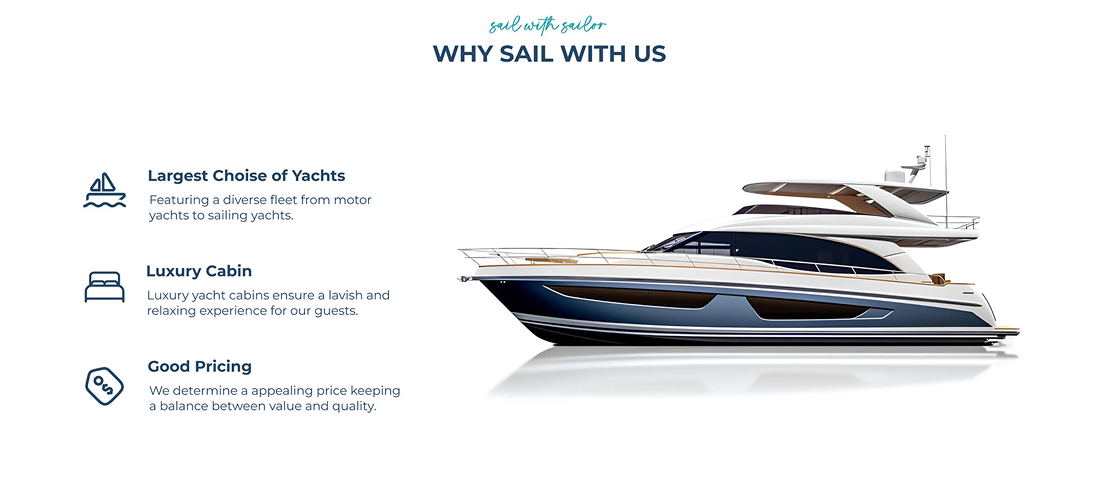 sail with sailor
WHY SAIL WITH US
Largest Choise of Yachts
Featuring a diverse fleet from motor
yachts to sailing yachts.
Luxury Cabin
Luxury yacht cabins ensure a lavish and
relaxing experience for our guests.
Good Pricing
We determine a appealing price keeping
a balance between value and quality.